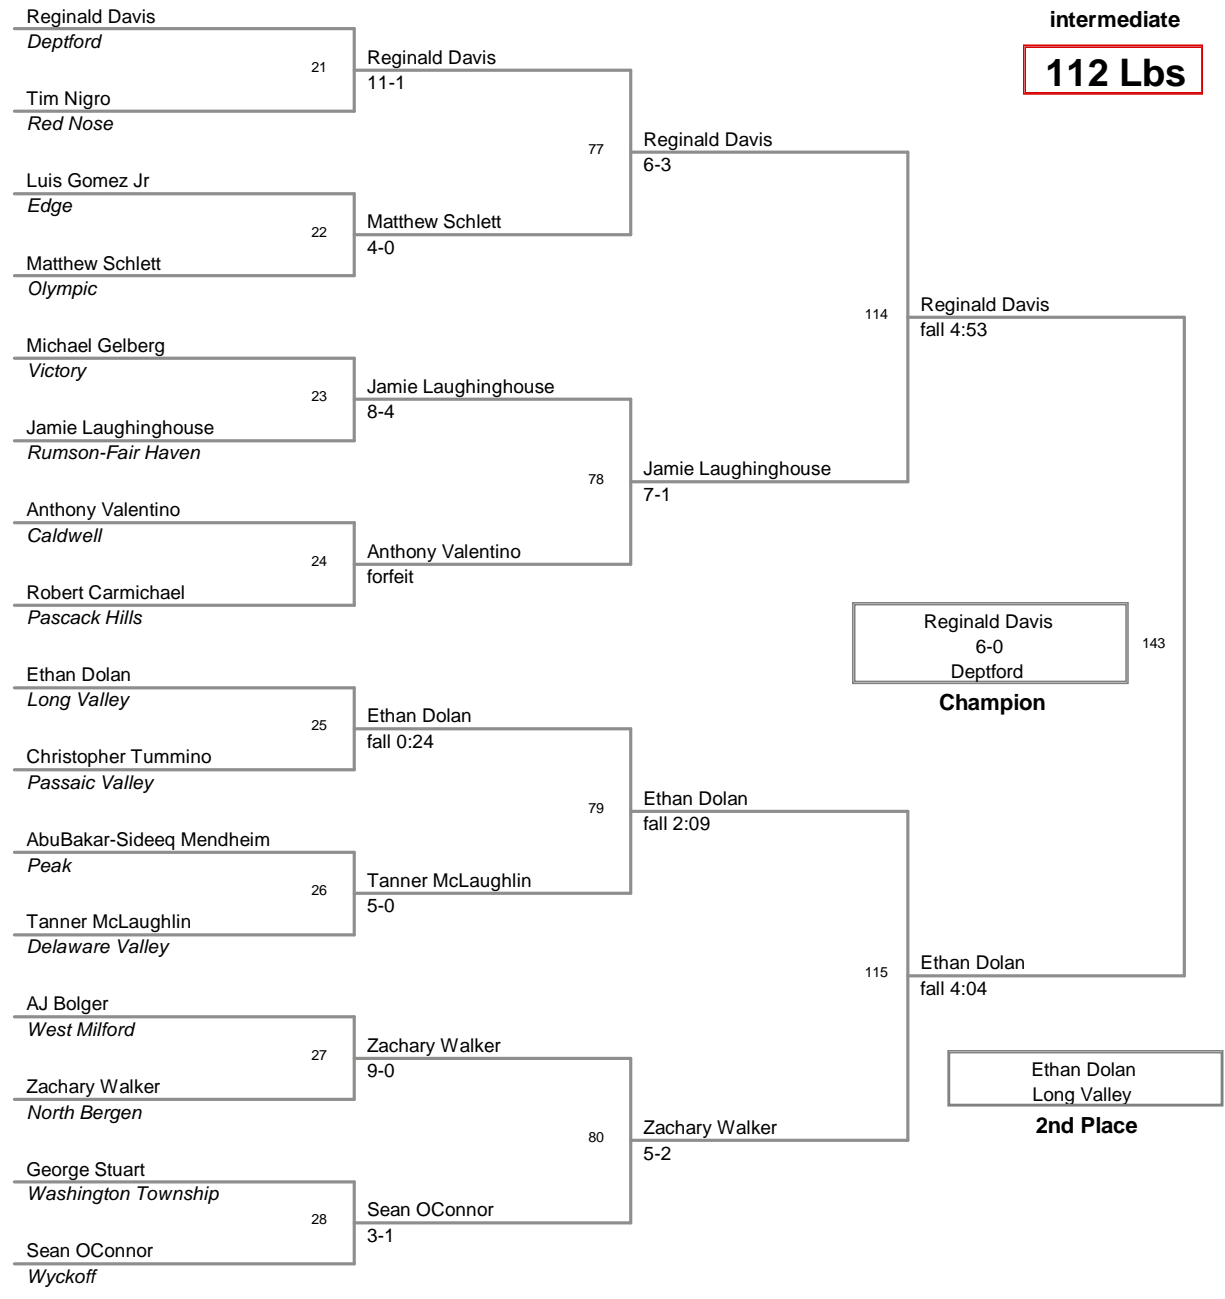 intermediate
112 Lbs
Reginald Davis
Deptford
21
Tim Nigro
Red Nose
Reginald Davis
11-1
Luis Gomez Jr
Edge
22
Matthew Schlett
Olympic
Matthew Schlett
4-0
77
Reginald Davis
6-3
Michael Gelberg
Victory
23
Jamie Laughinghouse
Rumson-Fair Haven
Jamie Laughinghouse
8-4
Anthony Valentino
Caldwell
24
Robert Carmichael
Pascack Hills
Anthony Valentino
forfeit
78
Jamie Laughinghouse
7-1
114
Reginald Davis
fall 4:53
Ethan Dolan
Long Valley
25
Christopher Tummino
Passaic Valley
Ethan Dolan
fall 0:24
AbuBakar-Sideeq Mendheim
Peak
26
Tanner McLaughlin
Delaware Valley
Tanner McLaughlin
5-0
79
Ethan Dolan
fall 2:09
AJ Bolger
West Milford
27
Zachary Walker
North Bergen
Zachary Walker
9-0
George Stuart
Washington Township
28
Sean OConnor
Wyckoff
Sean OConnor
3-1
80
Zachary Walker
5-2
115
Ethan Dolan
fall 4:04
143
Reginald Davis
6-0
Deptford
Champion
Ethan Dolan
Long Valley
2nd Place